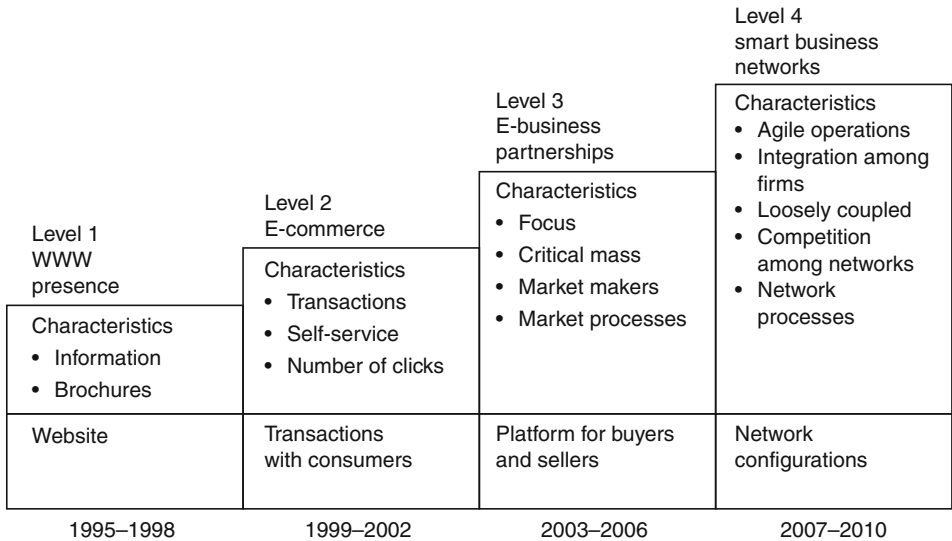 Level 1
WWW
presence
Characteristics
• Information
• Brochures
Website
1995–1998
Level 2
E-commerce
Characteristics
• Transactions
• Self-service
• Number of clicks
Transactions
with consumers
1999–2002
Level 3
E-business
partnerships
Characteristics
• Focus
• Critical mass
• Market makers
• Market processes
Platform for buyers
and sellers
2003–2006
Level 4
smart business
networks
Characteristics
• Agile operations
• Integration among
firms
• Loosely coupled
• Competition
among networks
• Network
processes
Network
configurations
2007–2010